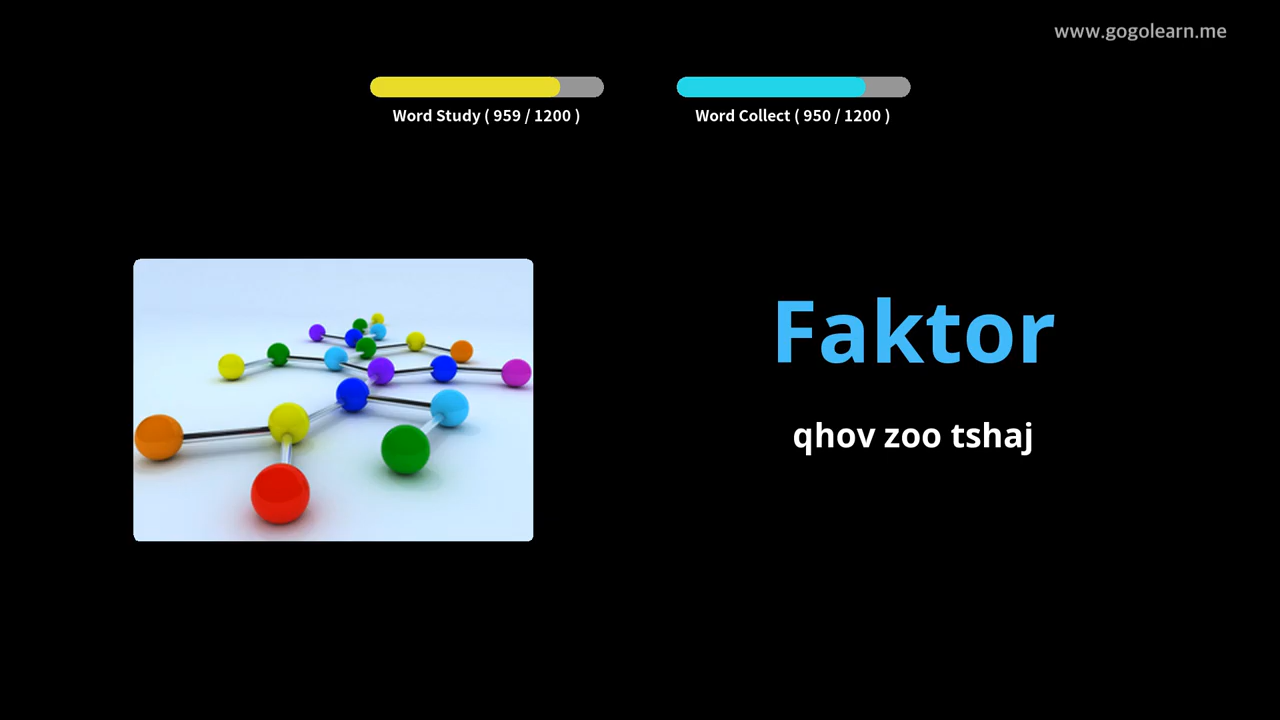 www.gogolearn.me
Word Study ( 959 / 1200 )
Word Collect ( 950 / 1200 )
Faktor
qhov zoo tshaj